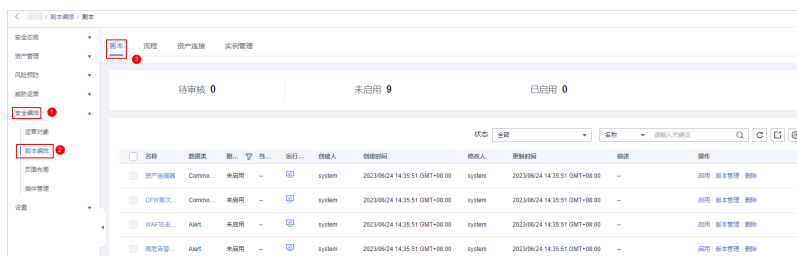 < / 剧本编排 / 剧本
安全态势
资产管理
风险预防
威胁运营
安全编排 1
运营对象
剧本编排 2
页面布局
插件管理
设置
剧本 流程 资产连接 实例管理
3
待审核 0 未启用 9 已启用 0
状态 全部 名称 请输入关键词
名称 数据类 剧... 当... 运行... 创建人 创建时间 修改人 更新时间 描述 操作
资产连接器 Commo... 未启用 -- system 2023/06/24 14:35:51 GMT+08:00 system 2023/06/24 14:35:51 GMT+08:00 -- 启用 版本管理 删除
CFW首次... Commo... 未启用 -- system 2023/06/24 14:35:51 GMT+08:00 system 2023/06/24 14:35:51 GMT+08:00 -- 启用 版本管理 删除
WAF攻击... Alert 未启用 -- system 2023/06/24 14:35:51 GMT+08:00 system 2023/06/24 14:35:51 GMT+08:00 -- 启用 版本管理 删除
高危告警... Alert 未启用 -- system 2023/06/24 14:35:51 GMT+08:00 system 2023/06/24 14:35:51 GMT+08:00 -- 启用 版本管理 删除